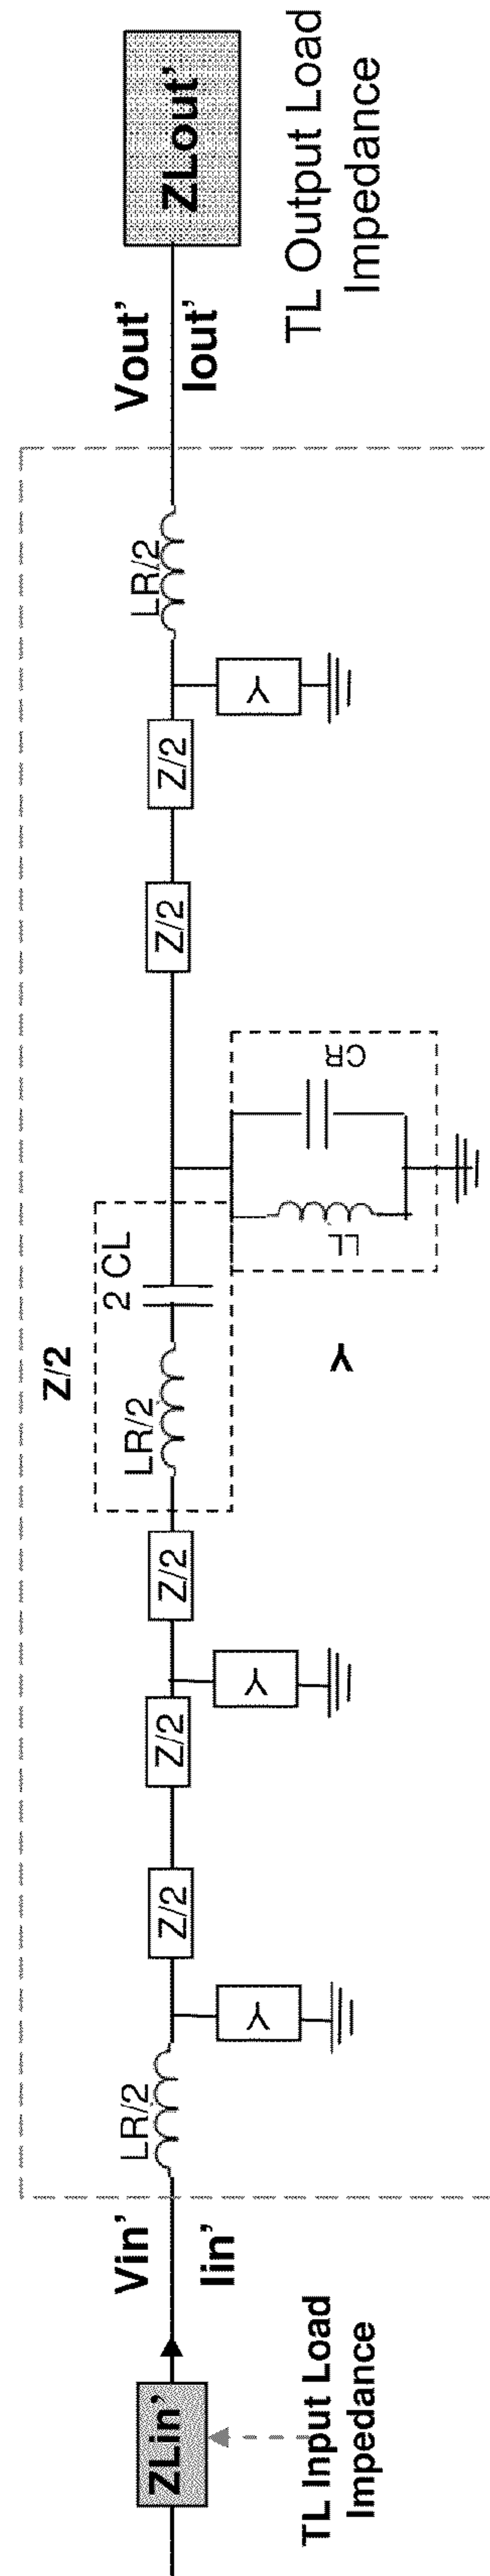 ZLin'
TL Input Load
Impedance
Vin'
Iin'
LR/2
Y
Z/2
Z/2
Y
Z/2
Z/2
LR/2
2 CL
LL
CR
Y
Z/2
Z/2
Y
LR/2
Vout'
Iout'
ZLout'
TL Output Load
Impedance